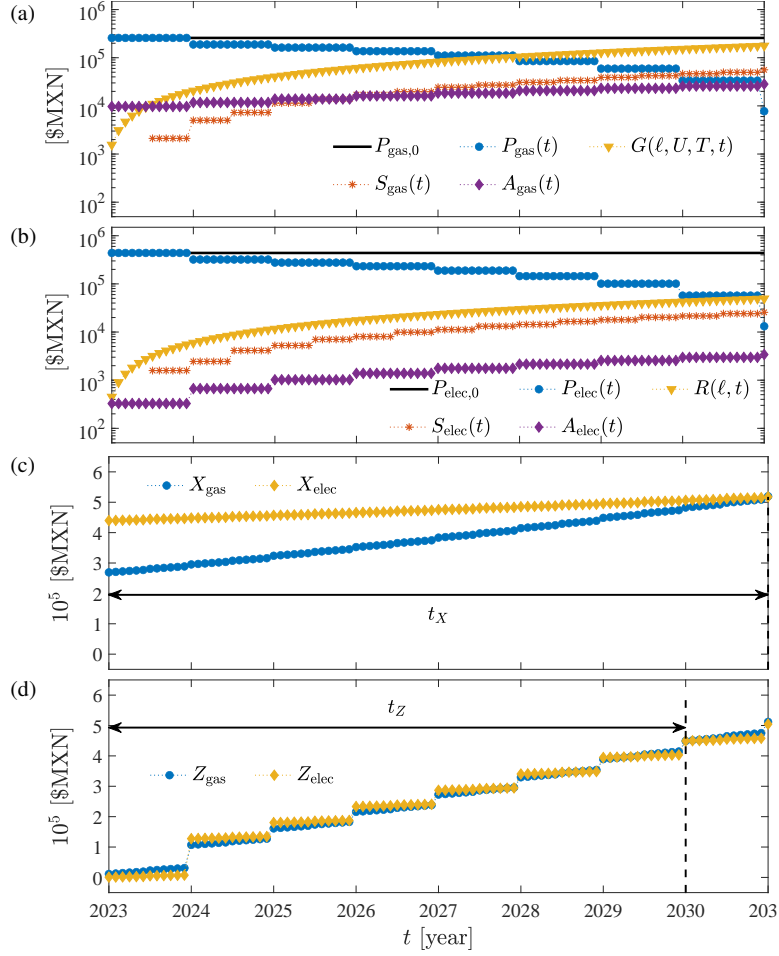 (a)
10^6
10^5
10^4
10^3
10^2
[$MXN]
P_gas,0 P_gas(t) G(ℓ, U, T, t)
S_gas(t) A_gas(t)
(b)
10^6
10^5
10^4
10^3
10^2
[$MXN]
P_elec,0 P_elec(t) R(ℓ, t)
S_elec(t) A_elec(t)
(c)
6
5
4
3
2
1
0
10^5 [$MXN]
X_gas X_elec
t_X
(d)
6
5
4
3
2
1
0
10^5 [$MXN]
t_Z
Z_gas Z_elec
2023 2024 2025 2026 2027 2028 2029 2030 203
t [year]